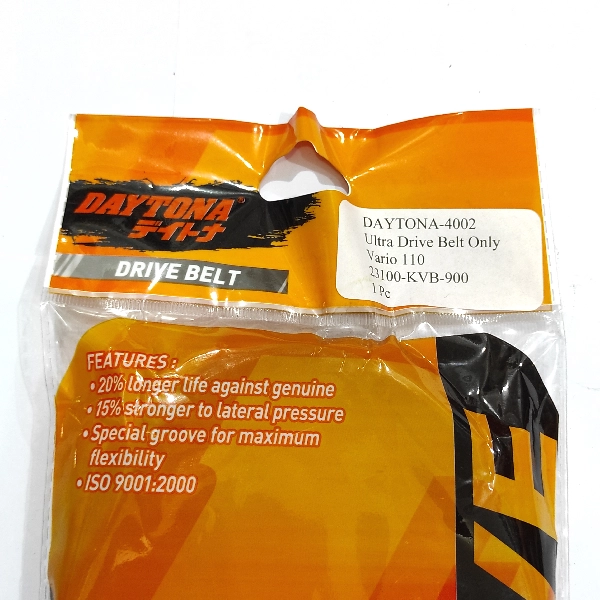 DAYTONA®
デイトナ
DRIVE BELT
DAYTONA-4002
Ultra Drive Belt Only
Vario 110
23100-KVB-900
1 Pc
FEATURES:
• 20% longer life against genuine
• 15% stronger to lateral pressure
• Special groove for maximum
flexibility
• ISO 9001:2000
VE